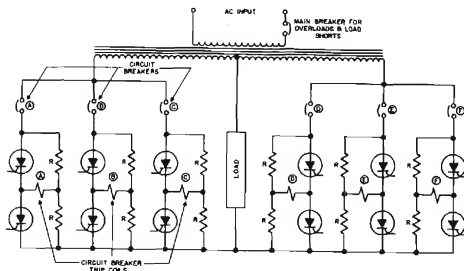 AC INPUT
MAIN BREAKER FOR
OVERLOADS & LOAD
SHORTS
CIRCUIT
BREAKERS
A
B
C
D
E
F
R
R
R
R
R
R
A
B
C
LOAD
D
E
F
R
R
R
R
R
R
CIRCUIT BREAKER
TRIP COILS